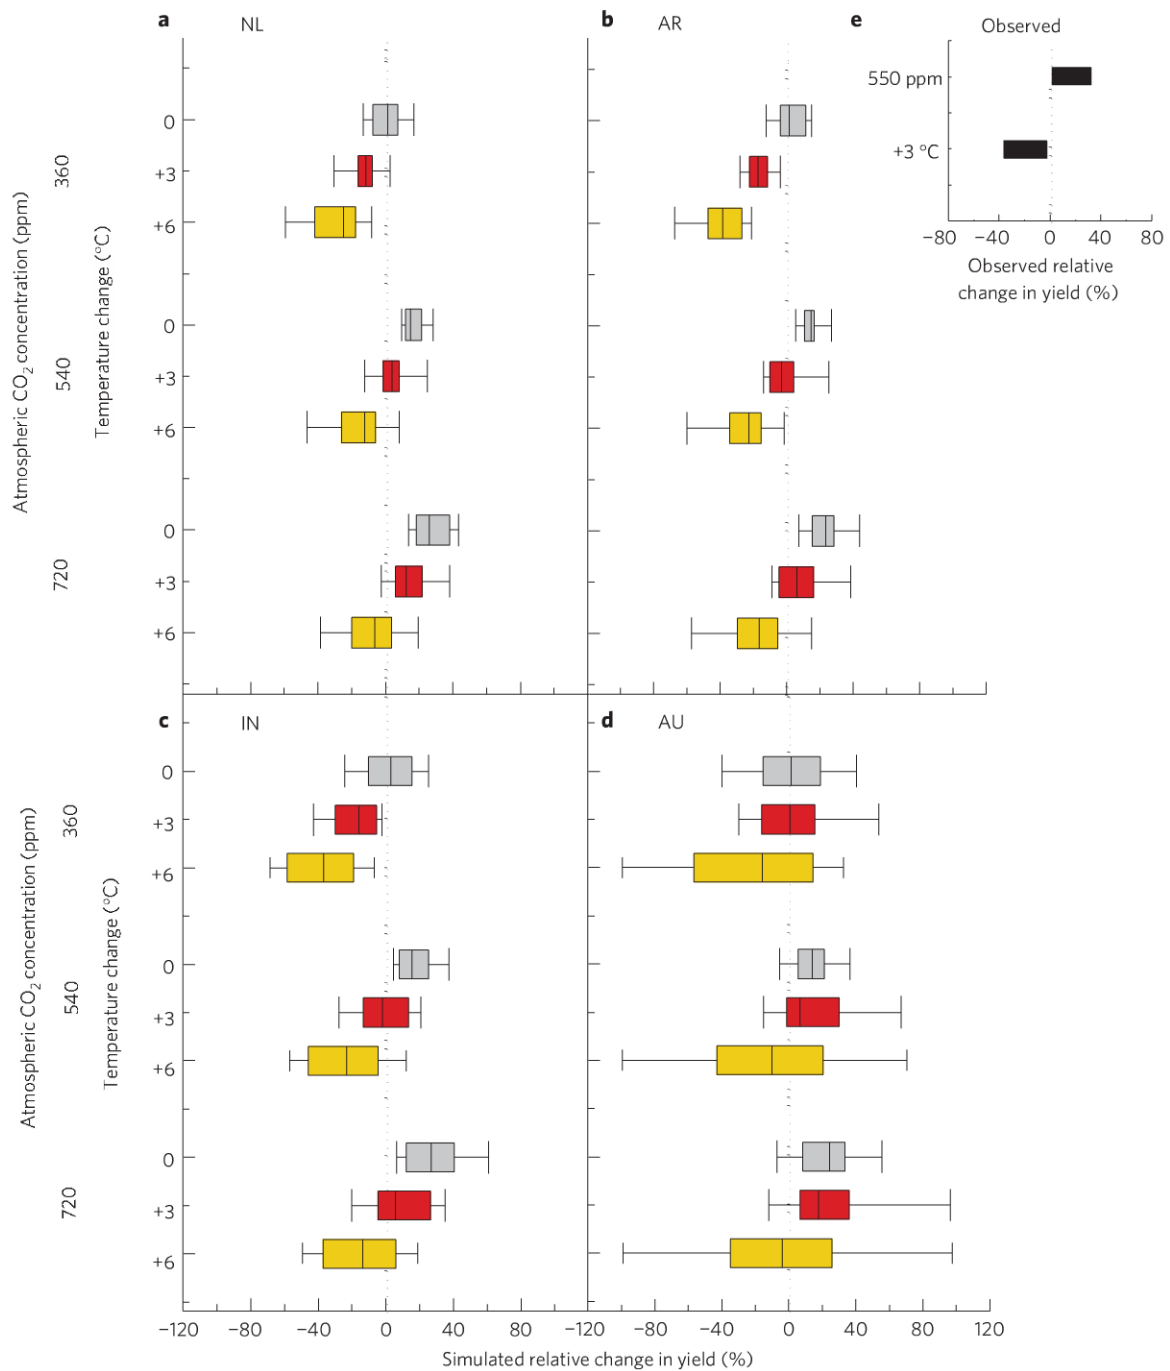 a NL
b AR
e Observed
550 ppm
+3 °C
−80 −40 0 40 80
Observed relative
change in yield (%)
Atmospheric CO2 concentration (ppm)
Temperature change (°C)
360
0
+3
+6
540
0
+3
+6
720
0
+3
+6
c IN
d AU
Atmospheric CO2 concentration (ppm)
Temperature change (°C)
360
0
+3
+6
540
0
+3
+6
720
0
+3
+6
−120 −80 −40 0 40 80 −120 −80 −40 0 40 80 120
Simulated relative change in yield (%)